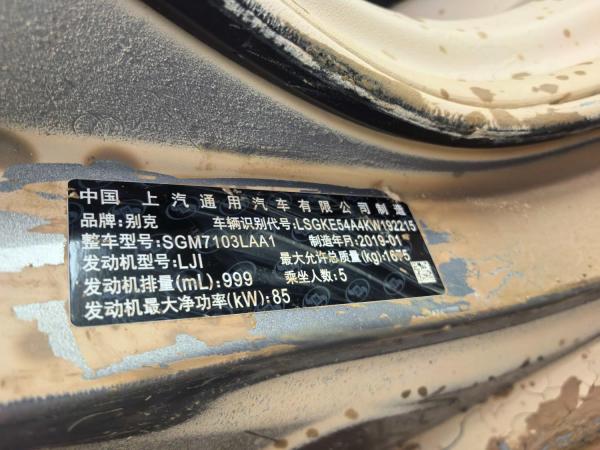 中国 上汽通用汽车有限公司制造
品牌:别克 车辆识别代号:LSGKE54A4KW192215
整车型号:SGM7103LAA1 制造年月:2019-01
发动机型号:LJI 最大允许总质量(kg):1675
发动机排量(mL):999 乘坐人数:5
发动机最大净功率(kW):85